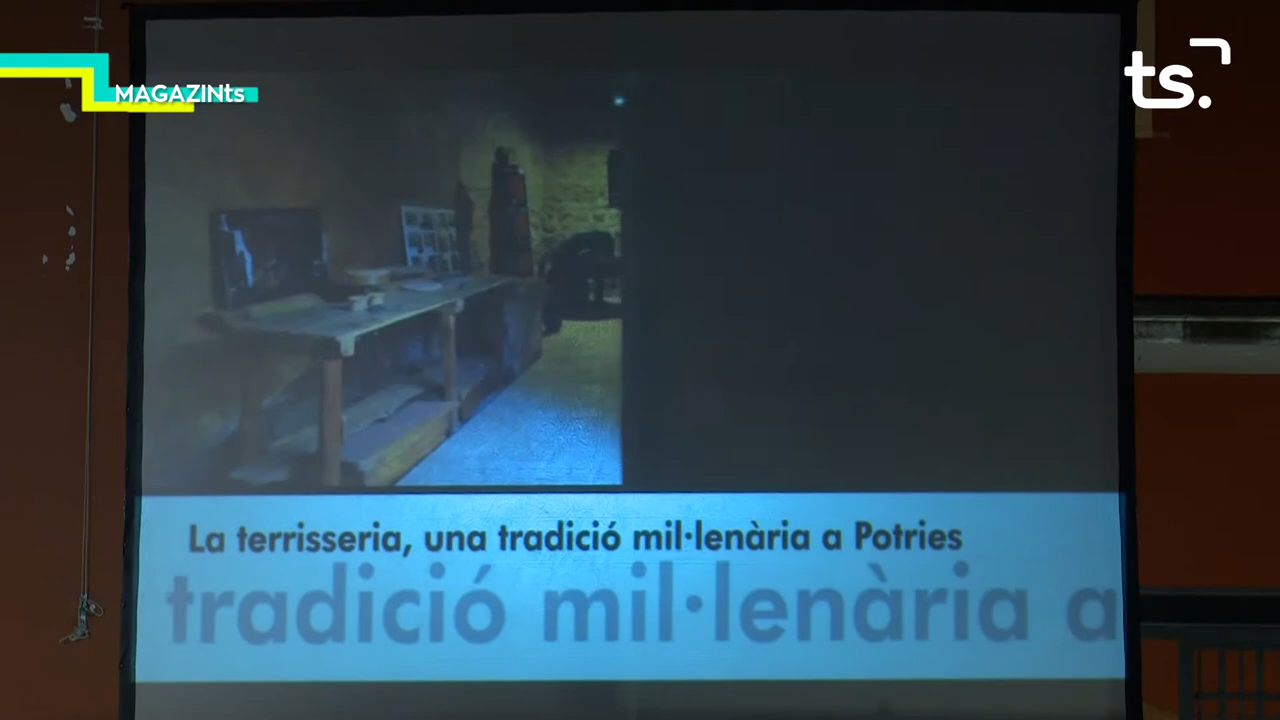 MAGAZINts
ts.
La terrisseria, una tradició mil·lenària a Potries
tradició mil·lenària a